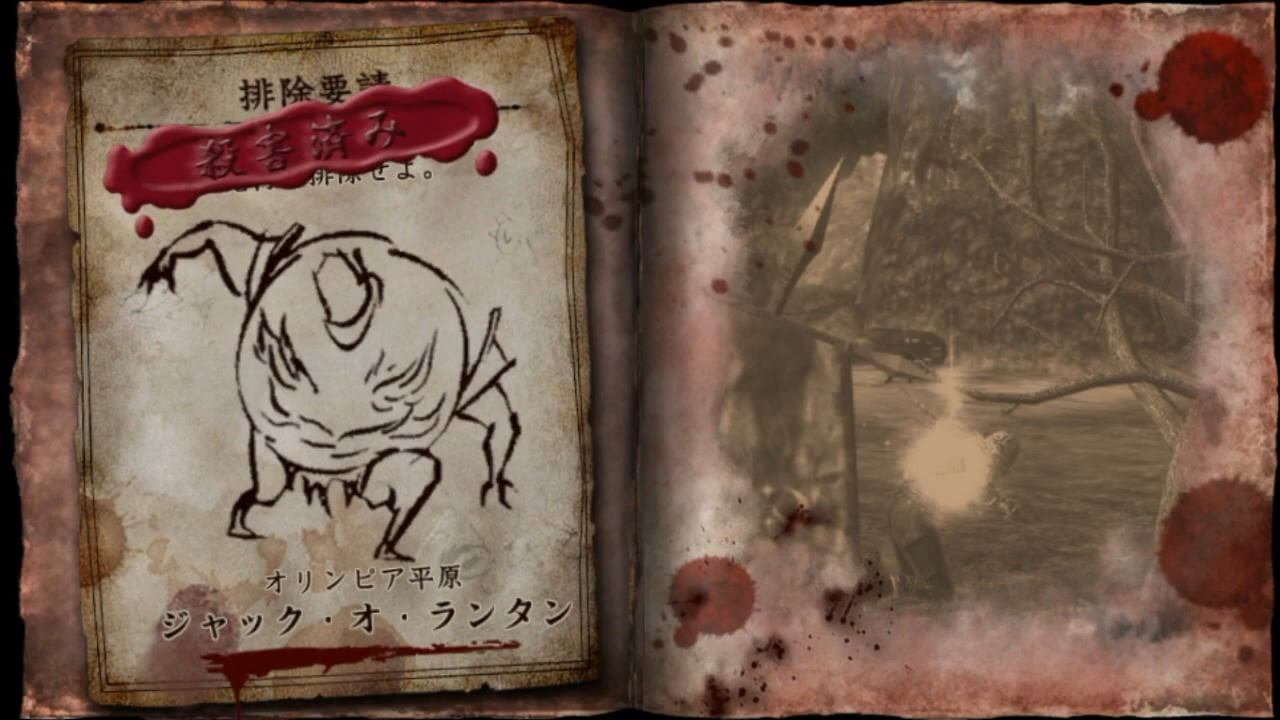 排除要請
殺害済み
排除せよ。
オリンピア平原
ジャック・オ・ランタン